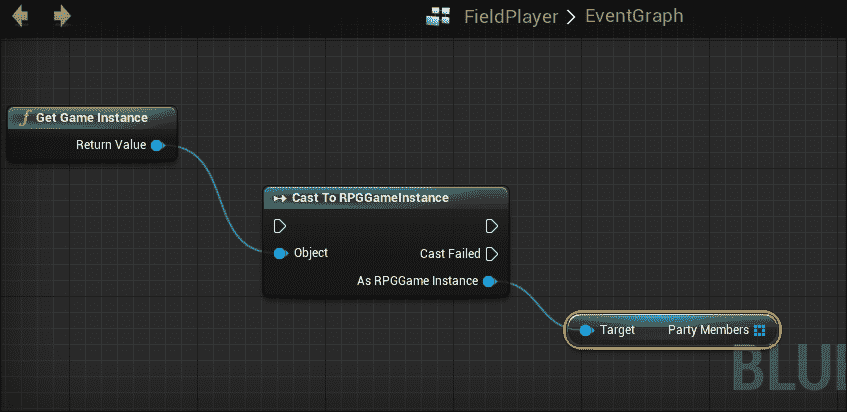 FieldPlayer > EventGraph
f Get Game Instance
Return Value
Cast To RPGGameInstance
Object
Cast Failed
As RPGGame Instance
Target Party Members
BLU